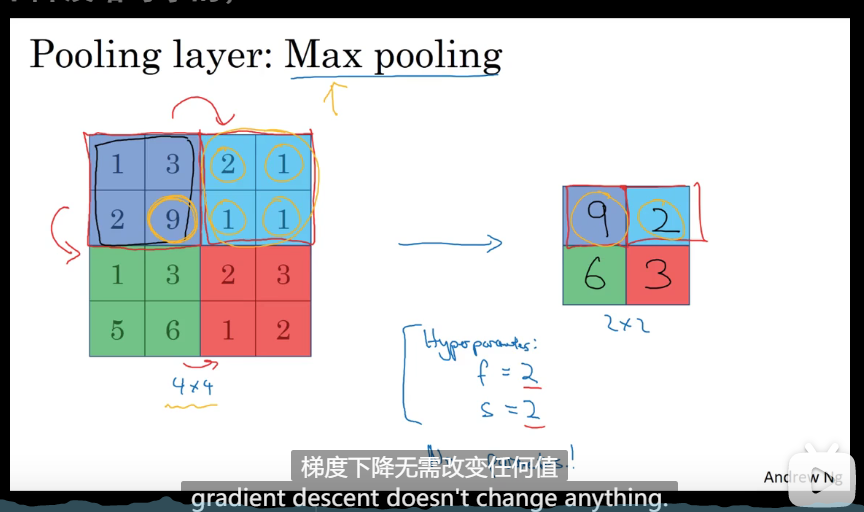 Pooling layer: Max pooling
1 3 2 1
2 9 1 1
1 3 2 3
5 6 1 2
4×4
9 2
6 3
2×2
Hyperparameters:
f = 2
s = 2
梯度下降无需改变任何值
gradient descent doesn't change anything.
Andrew Ng